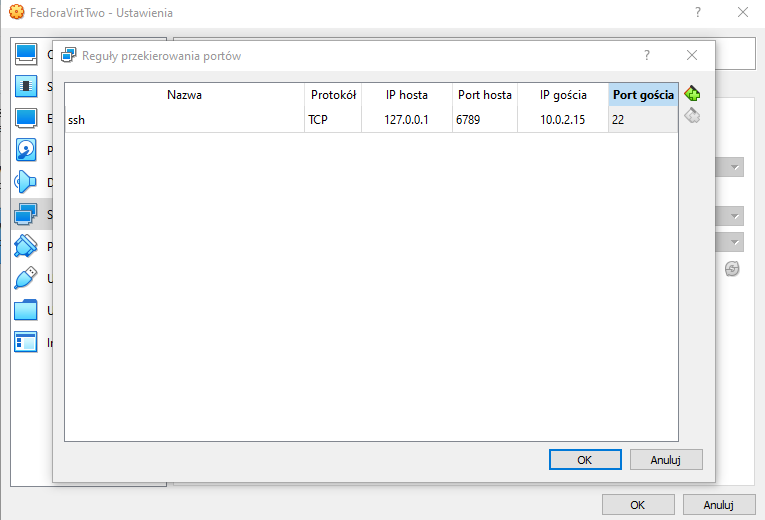 FedoraVirtTwo - Ustawienia
Reguły przekierowania portów
Nazwa Protokół IP hosta Port hosta IP gościa Port gościa
ssh TCP 127.0.0.1 6789 10.0.2.15 22
OK Anuluj
OK Anuluj